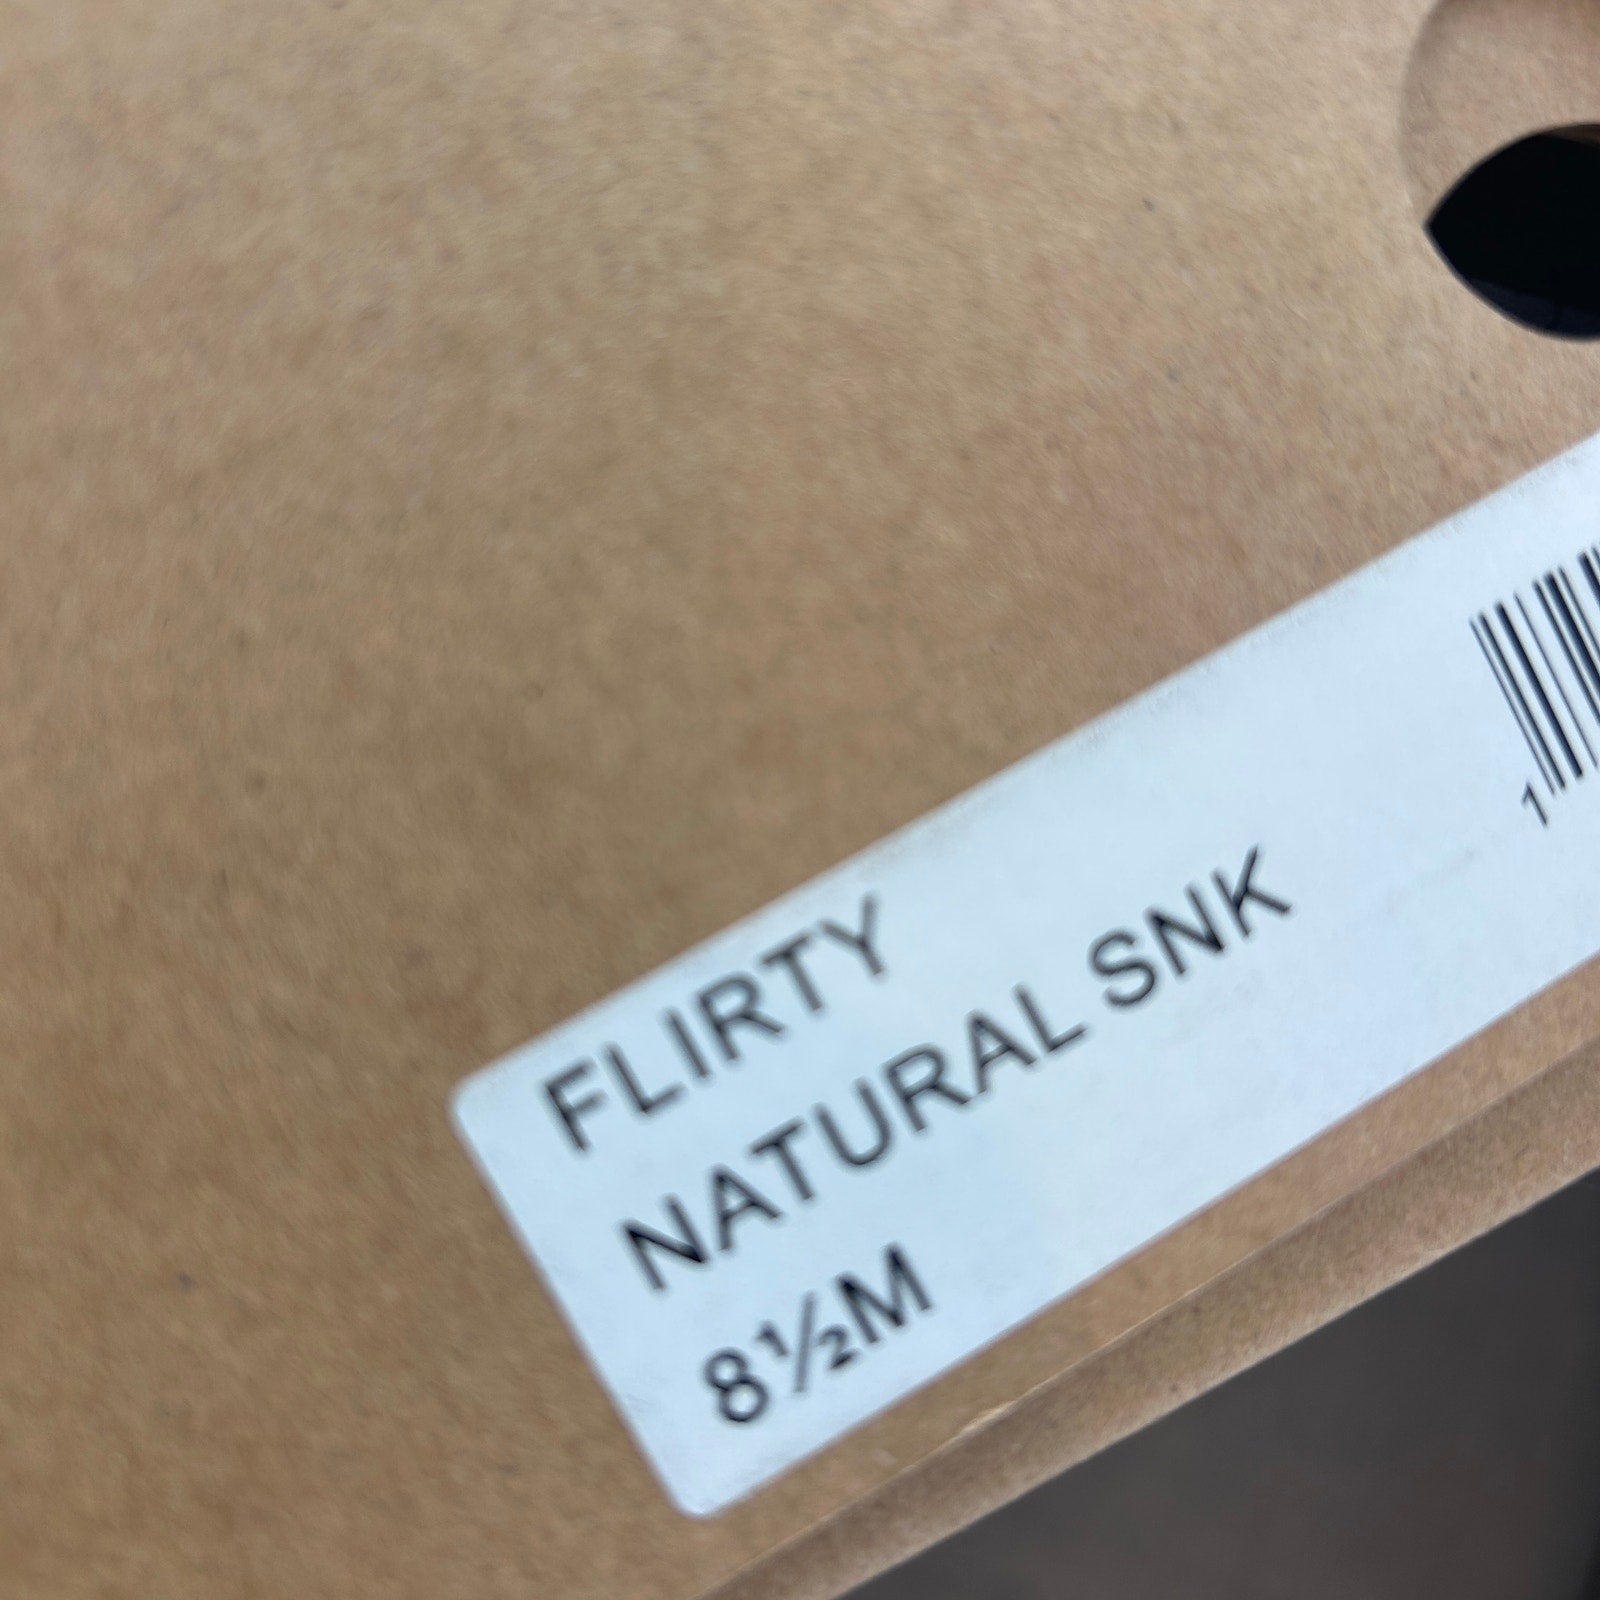 FLIRTY
NATURAL SNK
8½M
1